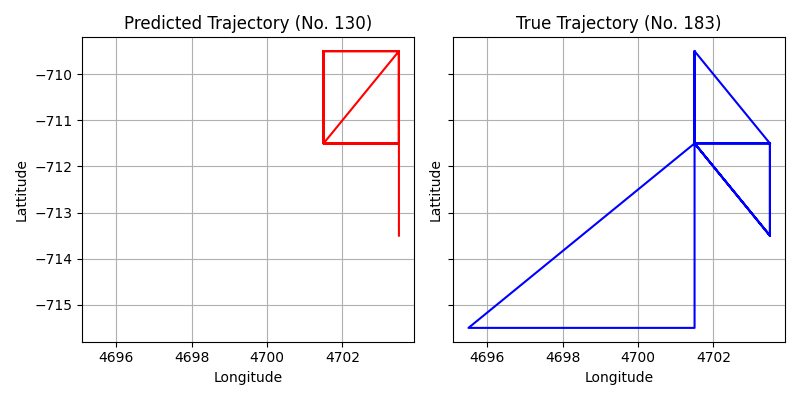 Predicted Trajectory (No. 130)
True Trajectory (No. 183)
Lattitude
−710
−711
−712
−713
−714
−715
4696
4698
4700
4702
Longitude
Lattitude
4696
4698
4700
4702
Longitude